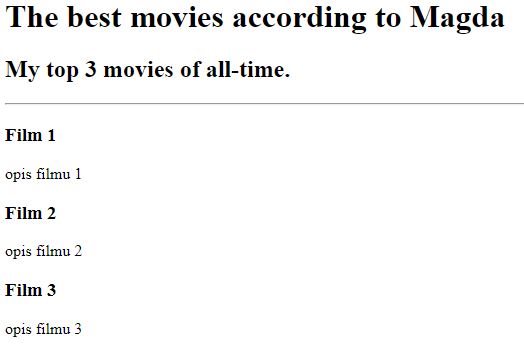 The best movies according to Magda
My top 3 movies of all-time.
Film 1
opis filmu 1
Film 2
opis filmu 2
Film 3
opis filmu 3